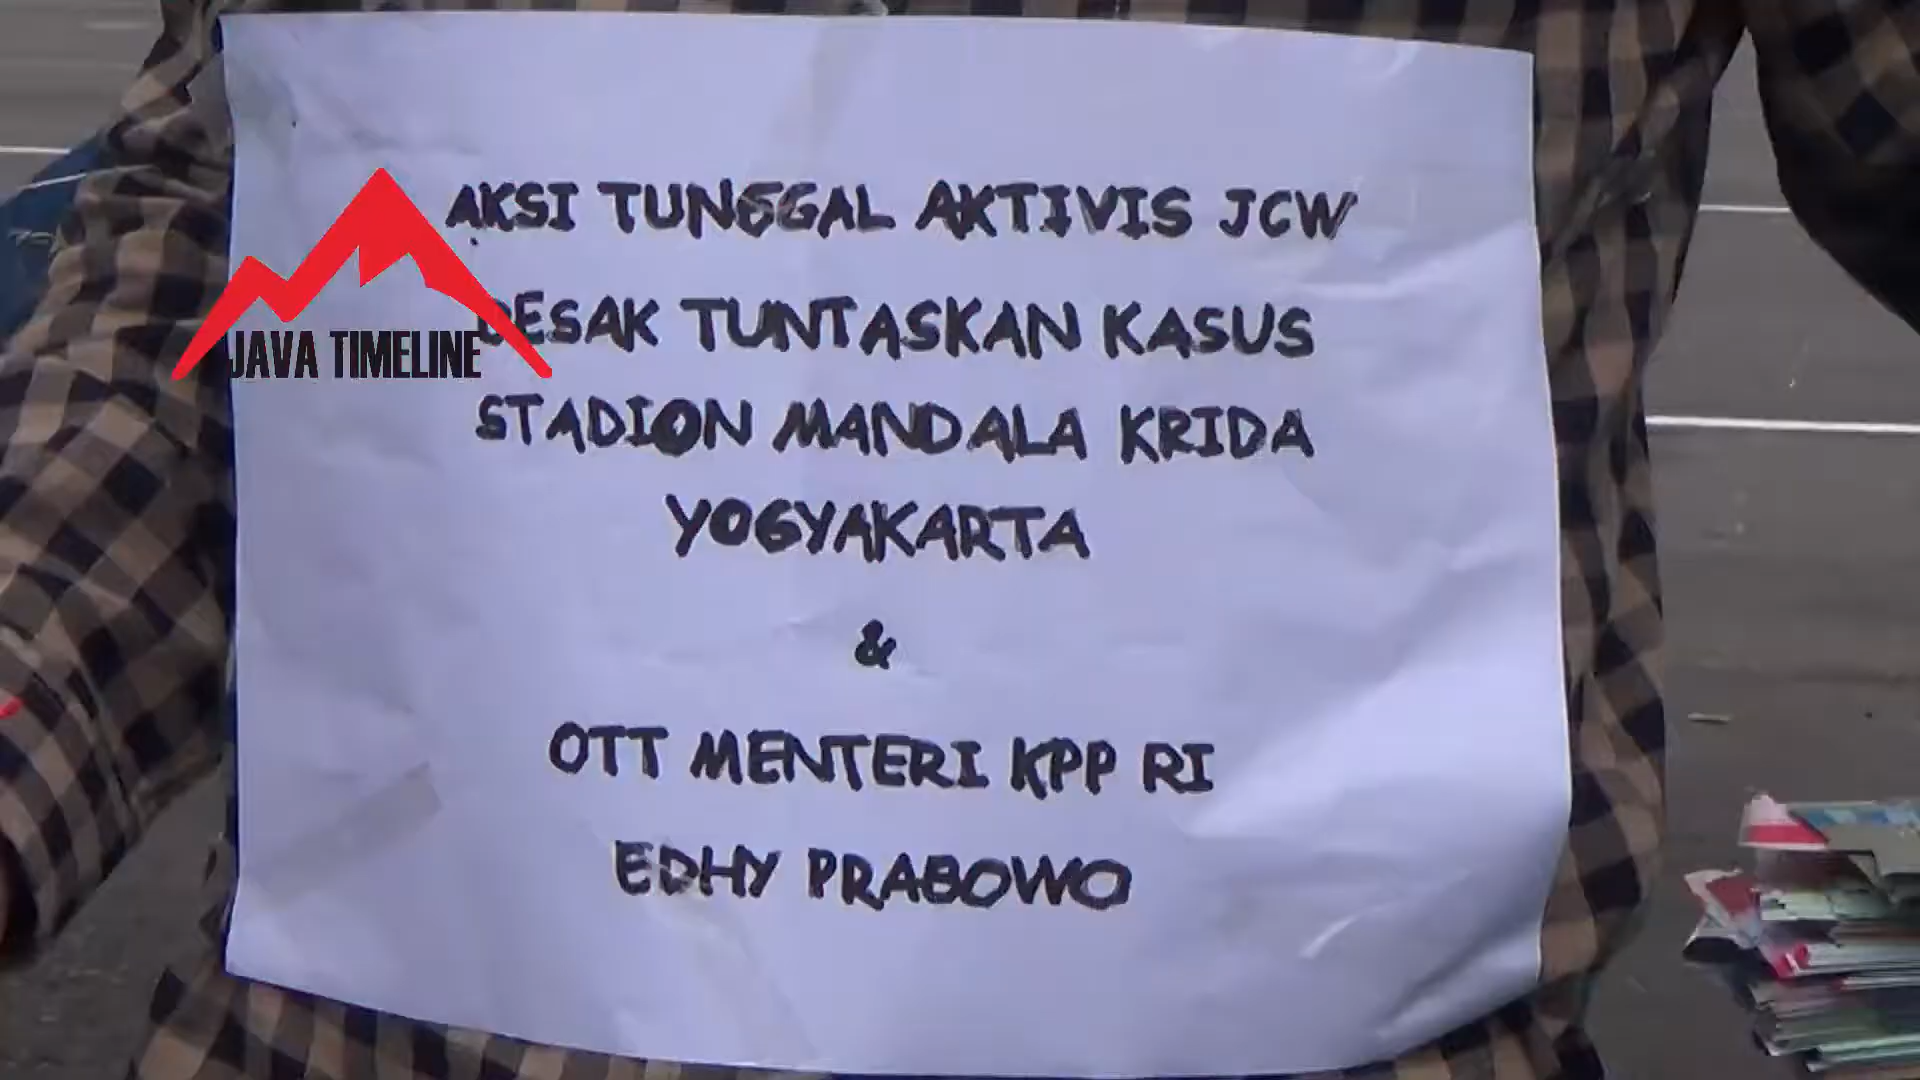 AKSI TUNGGAL AKTIVIS JCW
DESAK TUNTASKAN KASUS
JAVA TIMELINE
STADION MANDALA KRIDA
YOGYAKARTA
&
OTT MENTERI KPP RI
EDHY PRABOWO